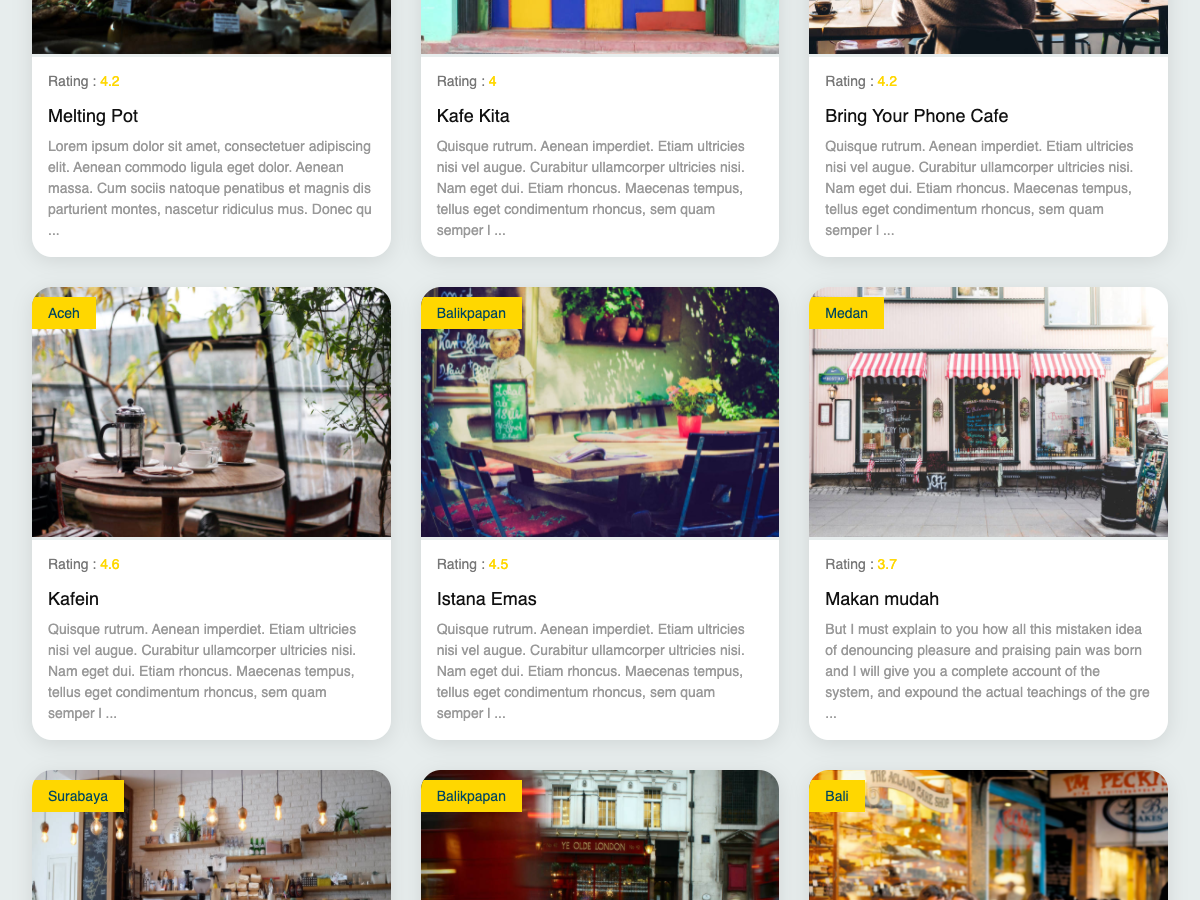 Rating : 4.2
Melting Pot
Lorem ipsum dolor sit amet, consectetuer adipiscing
elit. Aenean commodo ligula eget dolor. Aenean
massa. Cum sociis natoque penatibus et magnis dis
parturient montes, nascetur ridiculus mus. Donec qu
...
Rating : 4
Kafe Kita
Quisque rutrum. Aenean imperdiet. Etiam ultricies
nisi vel augue. Curabitur ullamcorper ultricies nisi.
Nam eget dui. Etiam rhoncus. Maecenas tempus,
tellus eget condimentum rhoncus, sem quam
semper l ...
Rating : 4.2
Bring Your Phone Cafe
Quisque rutrum. Aenean imperdiet. Etiam ultricies
nisi vel augue. Curabitur ullamcorper ultricies nisi.
Nam eget dui. Etiam rhoncus. Maecenas tempus,
tellus eget condimentum rhoncus, sem quam
semper l ...
Aceh
Rating : 4.6
Kafein
Quisque rutrum. Aenean imperdiet. Etiam ultricies
nisi vel augue. Curabitur ullamcorper ultricies nisi.
Nam eget dui. Etiam rhoncus. Maecenas tempus,
tellus eget condimentum rhoncus, sem quam
semper l ...
Balikpapan
Rating : 4.5
Istana Emas
Quisque rutrum. Aenean imperdiet. Etiam ultricies
nisi vel augue. Curabitur ullamcorper ultricies nisi.
Nam eget dui. Etiam rhoncus. Maecenas tempus,
tellus eget condimentum rhoncus, sem quam
semper l ...
Medan
Rating : 3.7
Makan mudah
But I must explain to you how all this mistaken idea
of denouncing pleasure and praising pain was born
and I will give you a complete account of the
system, and expound the actual teachings of the gre
...
Surabaya
Balikpapan
YE OLDE LONDON
Bali
THE ACLAND CAKE SHOP